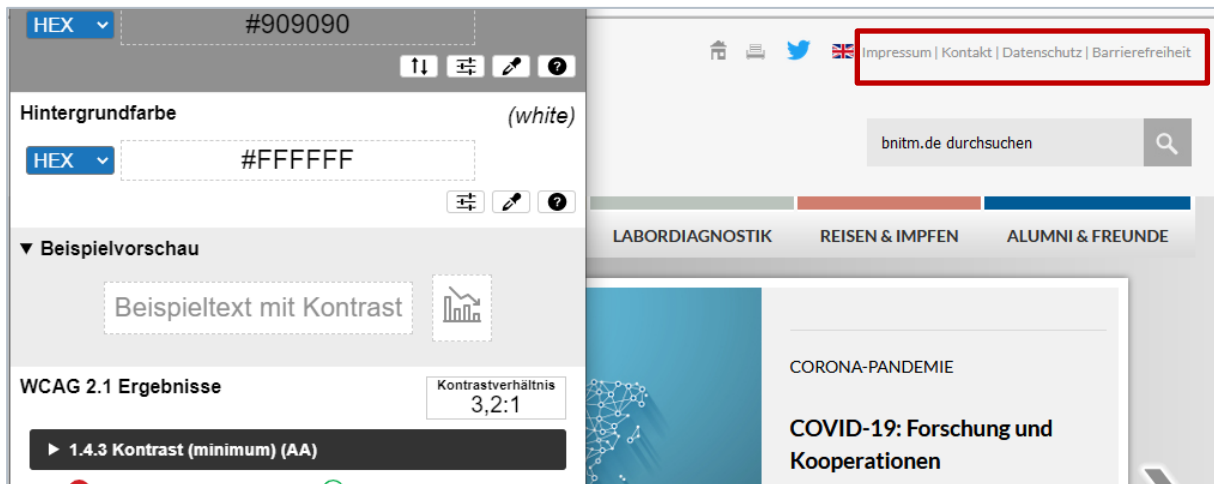 HEX
#909090
Hintergrundfarbe
(white)
HEX
#FFFFFF
▼ Beispielvorschau
Beispieltext mit Kontrast
WCAG 2.1 Ergebnisse
Kontrastverhältnis
3,2:1
▶ 1.4.3 Kontrast (minimum) (AA)
Impressum | Kontakt | Datenschutz | Barrierefreiheit
bnitm.de durchsuchen
LABORDIAGNOSTIK
REISEN & IMPFEN
ALUMNI & FREUNDE
CORONA-PANDEMIE
COVID-19: Forschung und
Kooperationen